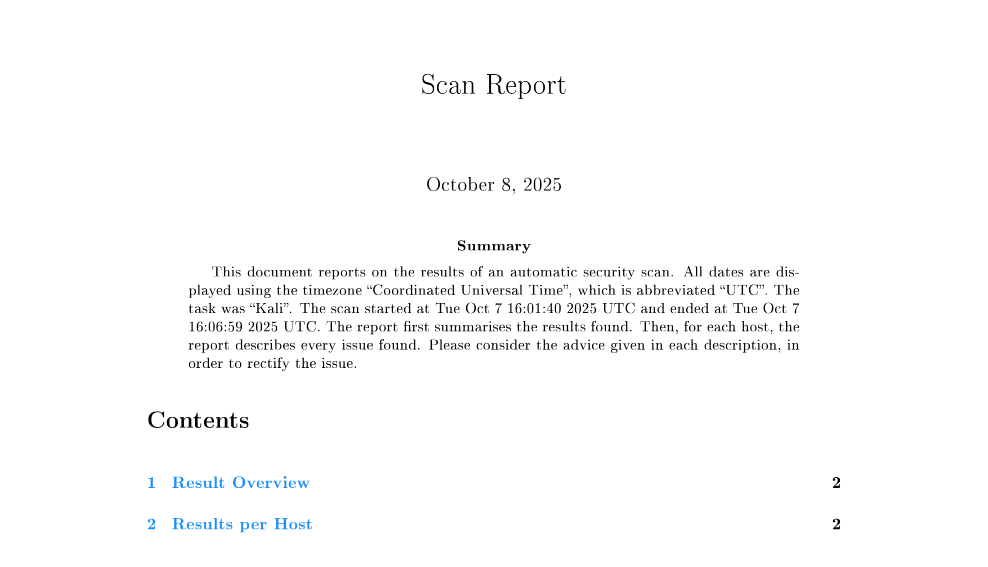 Scan Report
October 8, 2025
Summary
This document reports on the results of an automatic security scan. All dates are dis-
played using the timezone “Coordinated Universal Time”, which is abbreviated “UTC”. The
task was “Kali”. The scan started at Tue Oct 7 16:01:40 2025 UTC and ended at Tue Oct 7
16:06:59 2025 UTC. The report first summarises the results found. Then, for each host, the
report describes every issue found. Please consider the advice given in each description, in
order to rectify the issue.
Contents
1 Result Overview 2
2 Results per Host 2